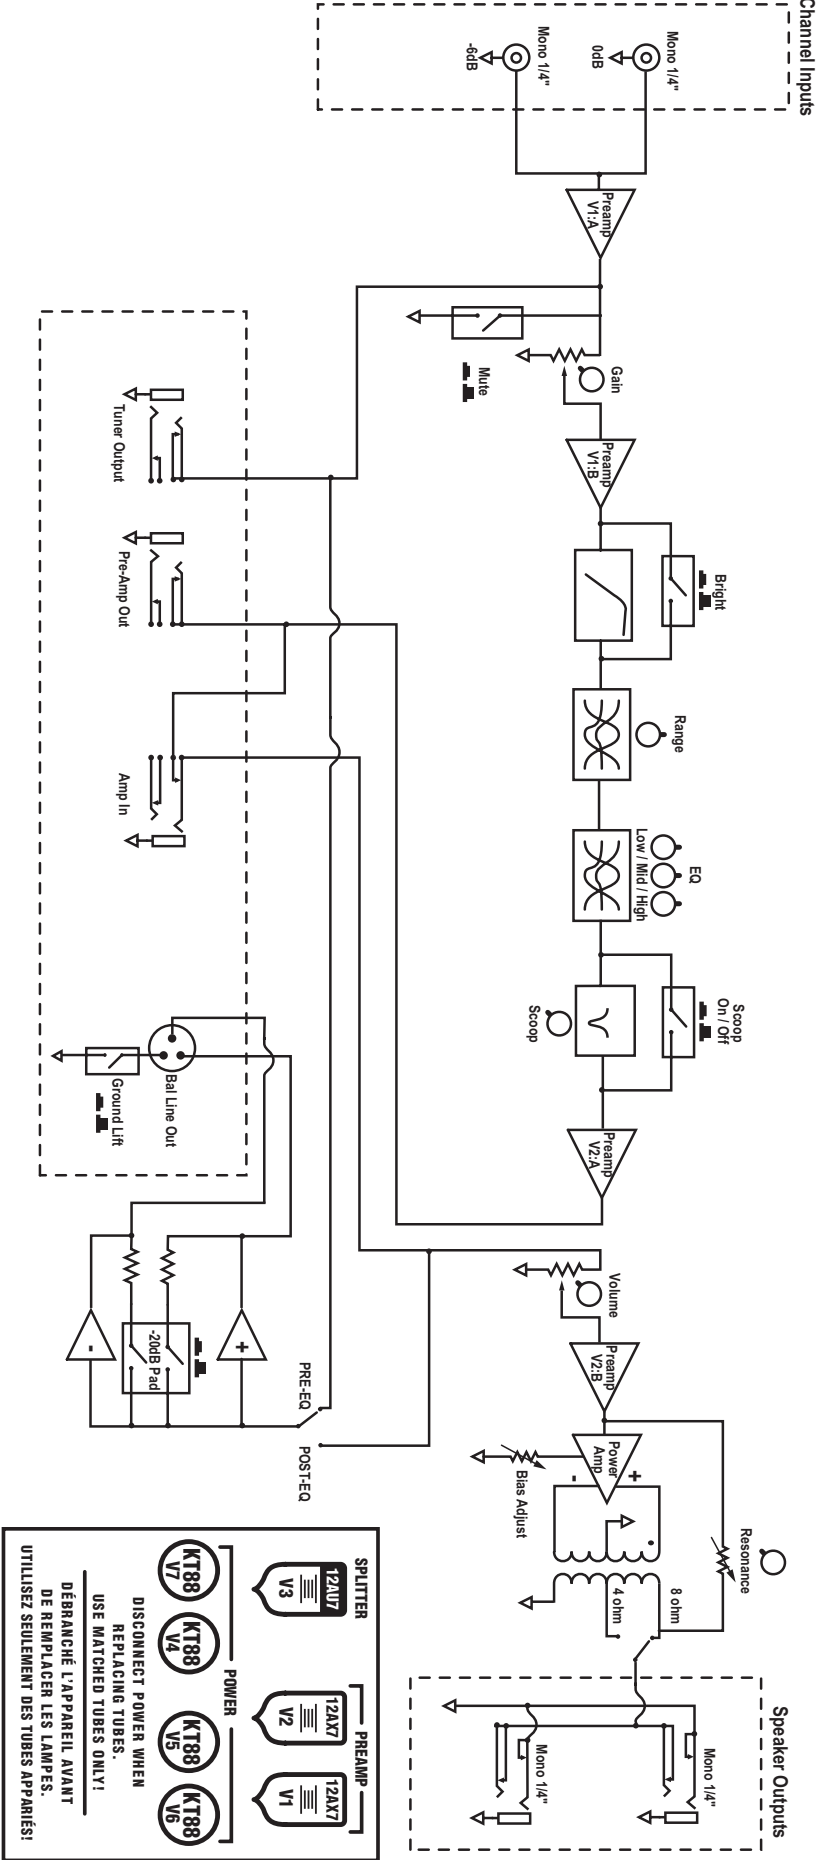 Channel Inputs
Mono 1/4"
0dB
Mono 1/4"
-6dB
Preamp
V1:A
Mute
Gain
Preamp
V1:B
Bright
Range
EQ
Low / Mid / High
Scoop
On / Off
Scoop
Preamp
V2:A
Volume
Preamp
V2:B
Power
Amp
+
-
Bias Adjust
Resonance
8 ohm
4 ohm
Speaker Outputs
Mono 1/4"
Mono 1/4"
Tuner Output
Pre-Amp Out
Amp In
Bal Line Out
Ground Lift
-20dB Pad
+
-
PRE-EQ
POST-EQ
SPLITTER
12AU7
V3
PREAMP
12AX7
V2
12AX7
V1
POWER
KT88
V7
KT88
V4
KT88
V5
KT88
V6
DISCONNECT POWER WHEN
REPLACING TUBES.
USE MATCHED TUBES ONLY!
DÉBRANCHÉ L'APPAREIL AVANT
DE REMPLACER LES LAMPES.
UTILLISEZ SEULEMENT DES TUBES APPARIÉS!